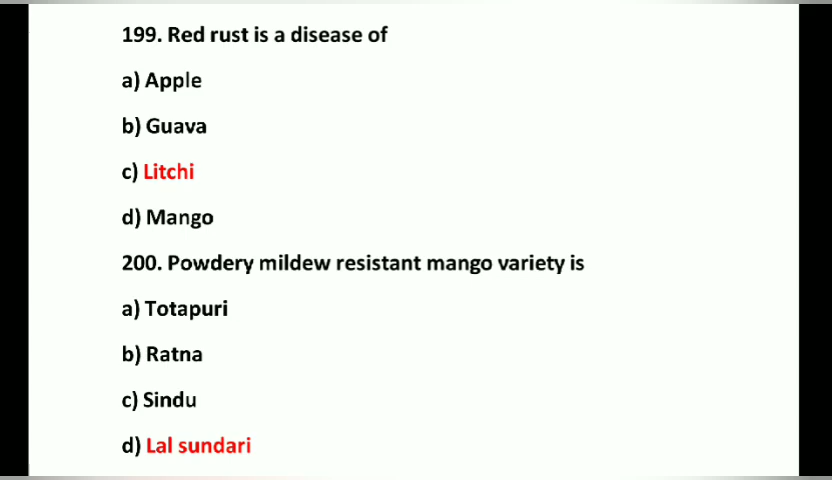 199. Red rust is a disease of
a) Apple
b) Guava
c) Litchi
d) Mango
200. Powdery mildew resistant mango variety is
a) Totapuri
b) Ratna
c) Sindu
d) Lal sundari